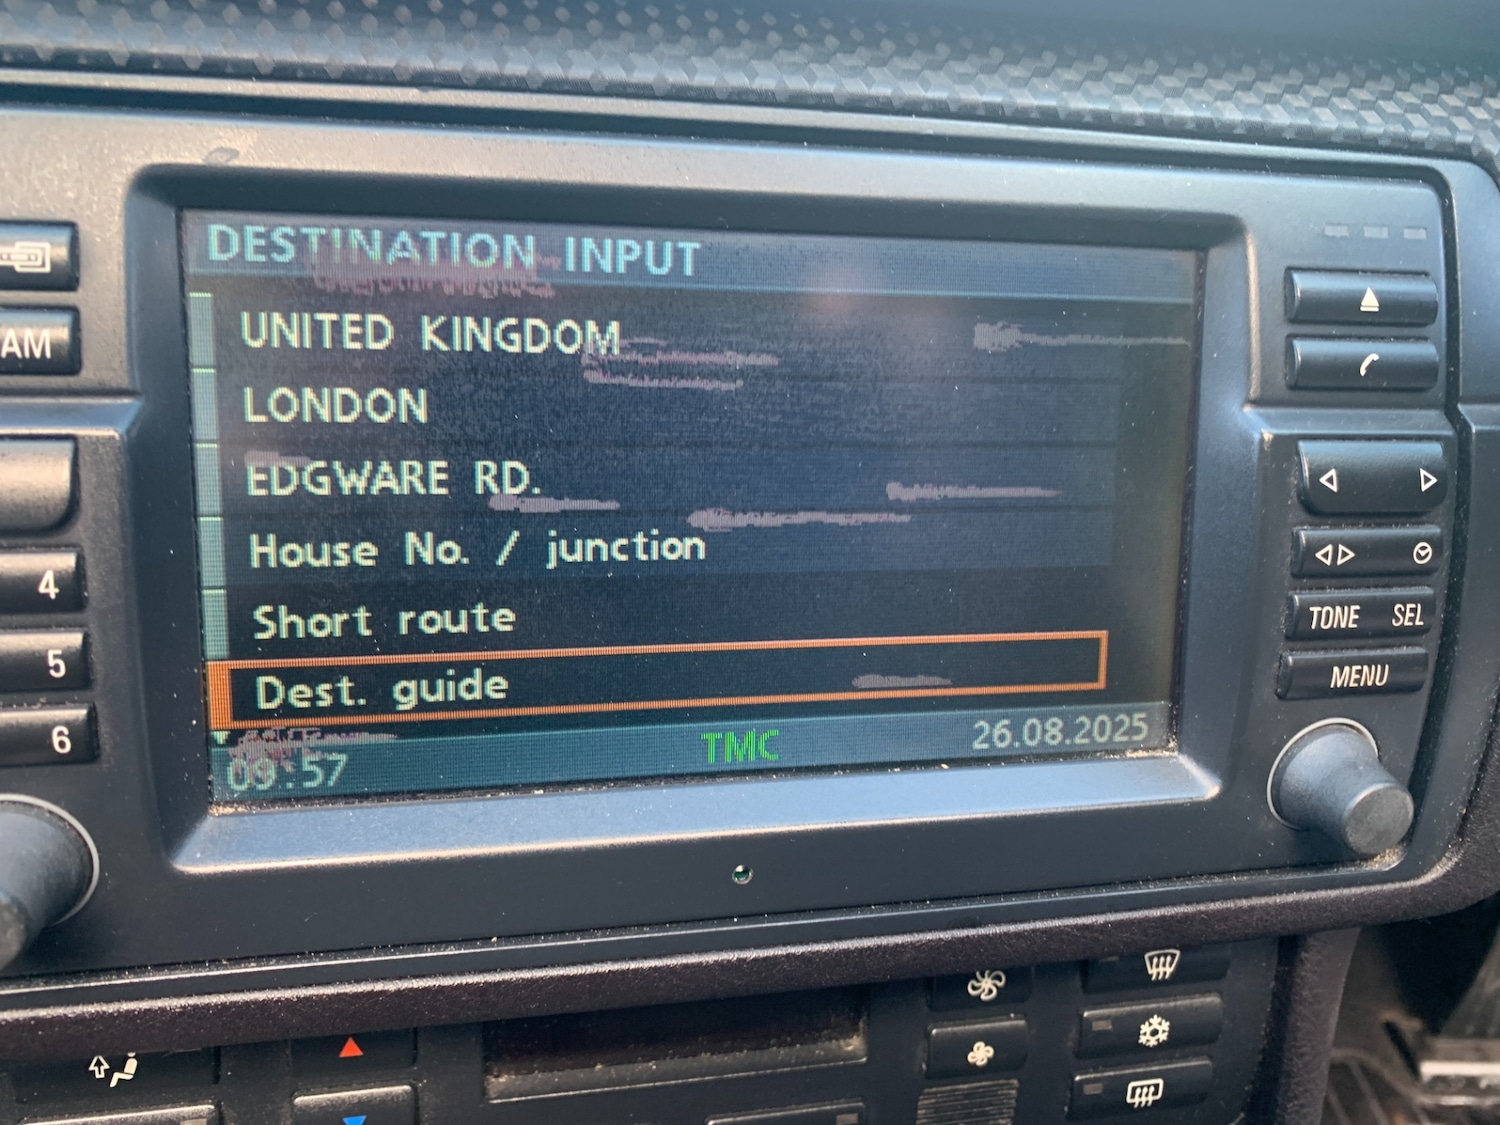 DESTINATION INPUT
UNITED KINGDOM
LONDON
EDGWARE RD.
House No. / junction
Short route
Dest. guide
09:57 TMC 26.08.2025
AM
4
5
6
TONE SEL
MENU